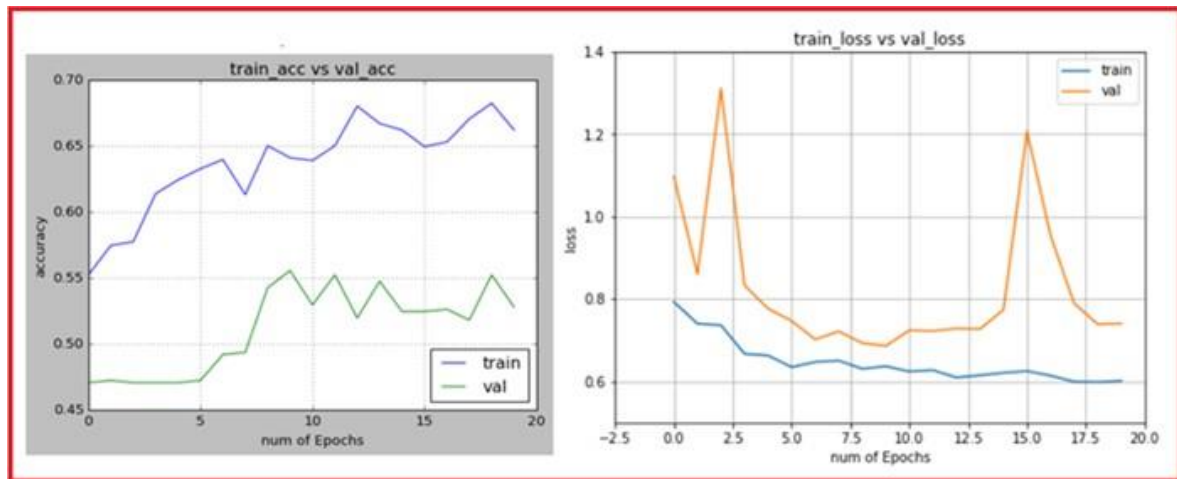 train_acc vs val_acc
0.70
0.65
0.60
0.55
0.50
0.45
accuracy
train
val
0
5
10
15
20
num of Epochs
train_loss vs val_loss
1.4
1.2
1.0
0.8
0.6
loss
train
val
−2.5
0.0
2.5
5.0
7.5
10.0
12.5
15.0
17.5
20.0
num of Epochs